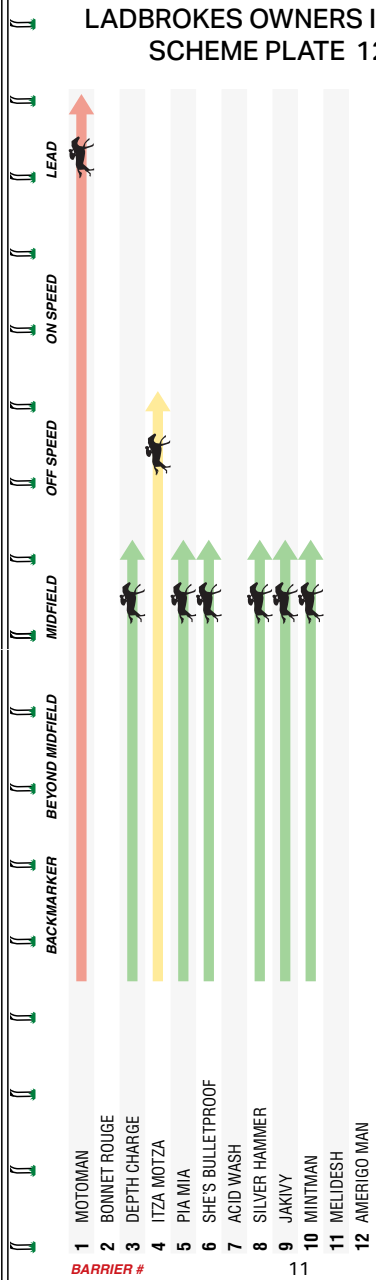 LADBROKES OWNERS I
SCHEME PLATE 12
LEAD
ON SPEED
OFF SPEED
MIDFIELD
BEYOND MIDFIELD
BACKMARKER
1 MOTOMAN
2 BONNET ROUGE
3 DEPTH CHARGE
4 ITZA MOTZA
5 PIA MIA
6 SHE'S BULLETPROOF
7 ACID WASH
8 SILVER HAMMER
9 JAKIVY
10 MINTMAN
11 MELIDESH
12 AMERIGO MAN
BARRIER #
11